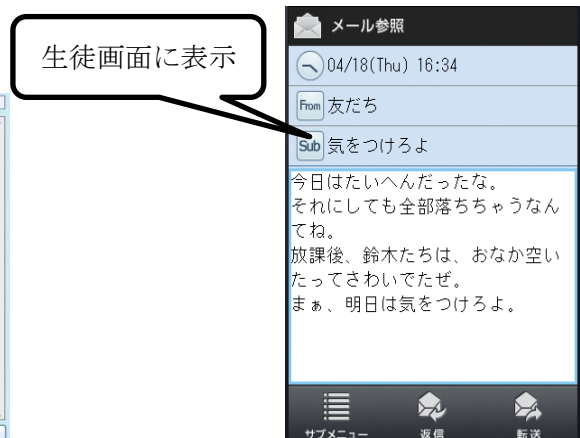 生徒画面に表示
メール参照
04/18(Thu) 16:34
From 友だち
Sub 気をつけろよ
今日はたいへんだったな。
それにしても全部落ちちゃうなん
てね。
放課後、鈴木たちは、おなか空い
たってさわいでたぜ。
まぁ、明日は気をつけろよ。
サブメニュー 返信 転送